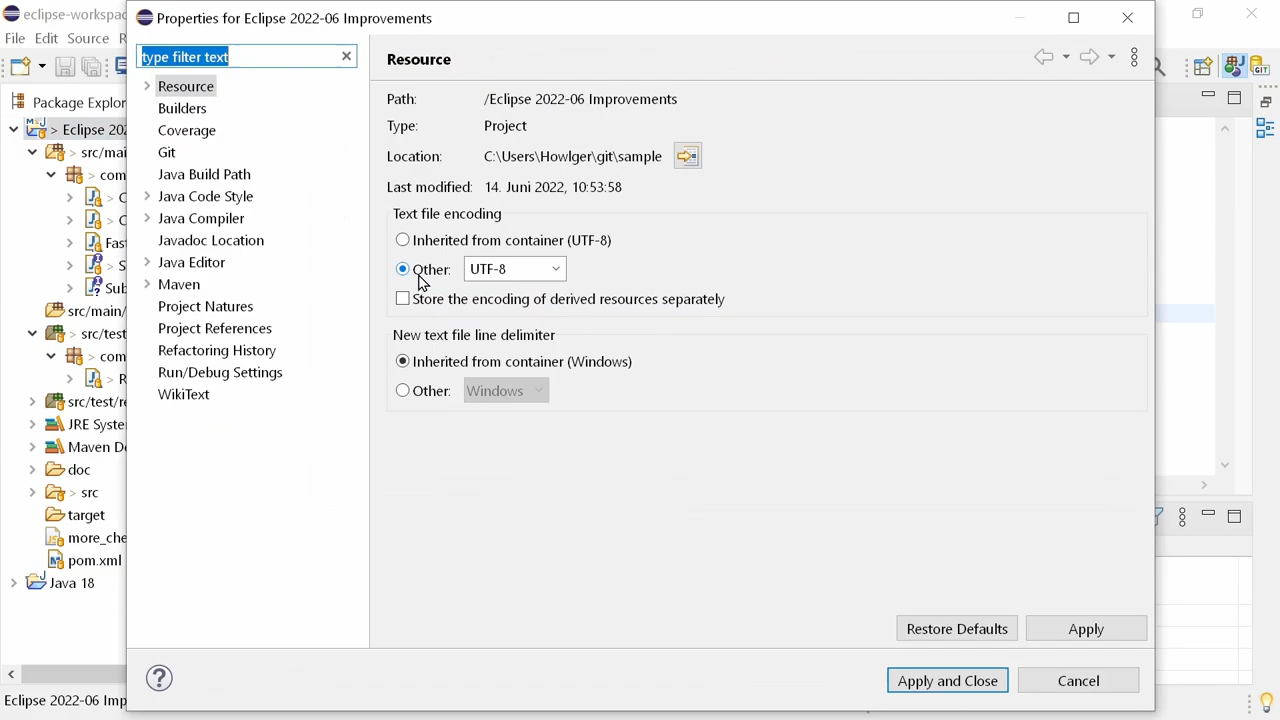 eclipse-workspac
Properties for Eclipse 2022-06 Improvements
File Edit Source R
type filter text
Resource
Package Explor
Resource
Builders
Coverage
Git
Java Build Path
Java Code Style
Java Compiler
Javadoc Location
Java Editor
Maven
Project Natures
Project References
Refactoring History
Run/Debug Settings
WikiText
Path: /Eclipse 2022-06 Improvements
Type: Project
Location: C:\Users\Howlger\git\sample
Last modified: 14. Juni 2022, 10:53:58
Text file encoding
Inherited from container (UTF-8)
Other: UTF-8
Store the encoding of derived resources separately
New text file line delimiter
Inherited from container (Windows)
Other: Windows
Restore Defaults Apply
Apply and Close Cancel
> Eclipse 202
> src/mai
> com
> C
> C
Fas
> S
Sub
src/main/
> src/test
> com
> R
src/test/re
JRE Syste
Maven De
doc
> src
target
more_che
pom.xml
Java 18
Eclipse 2022-06 Imp
GIT